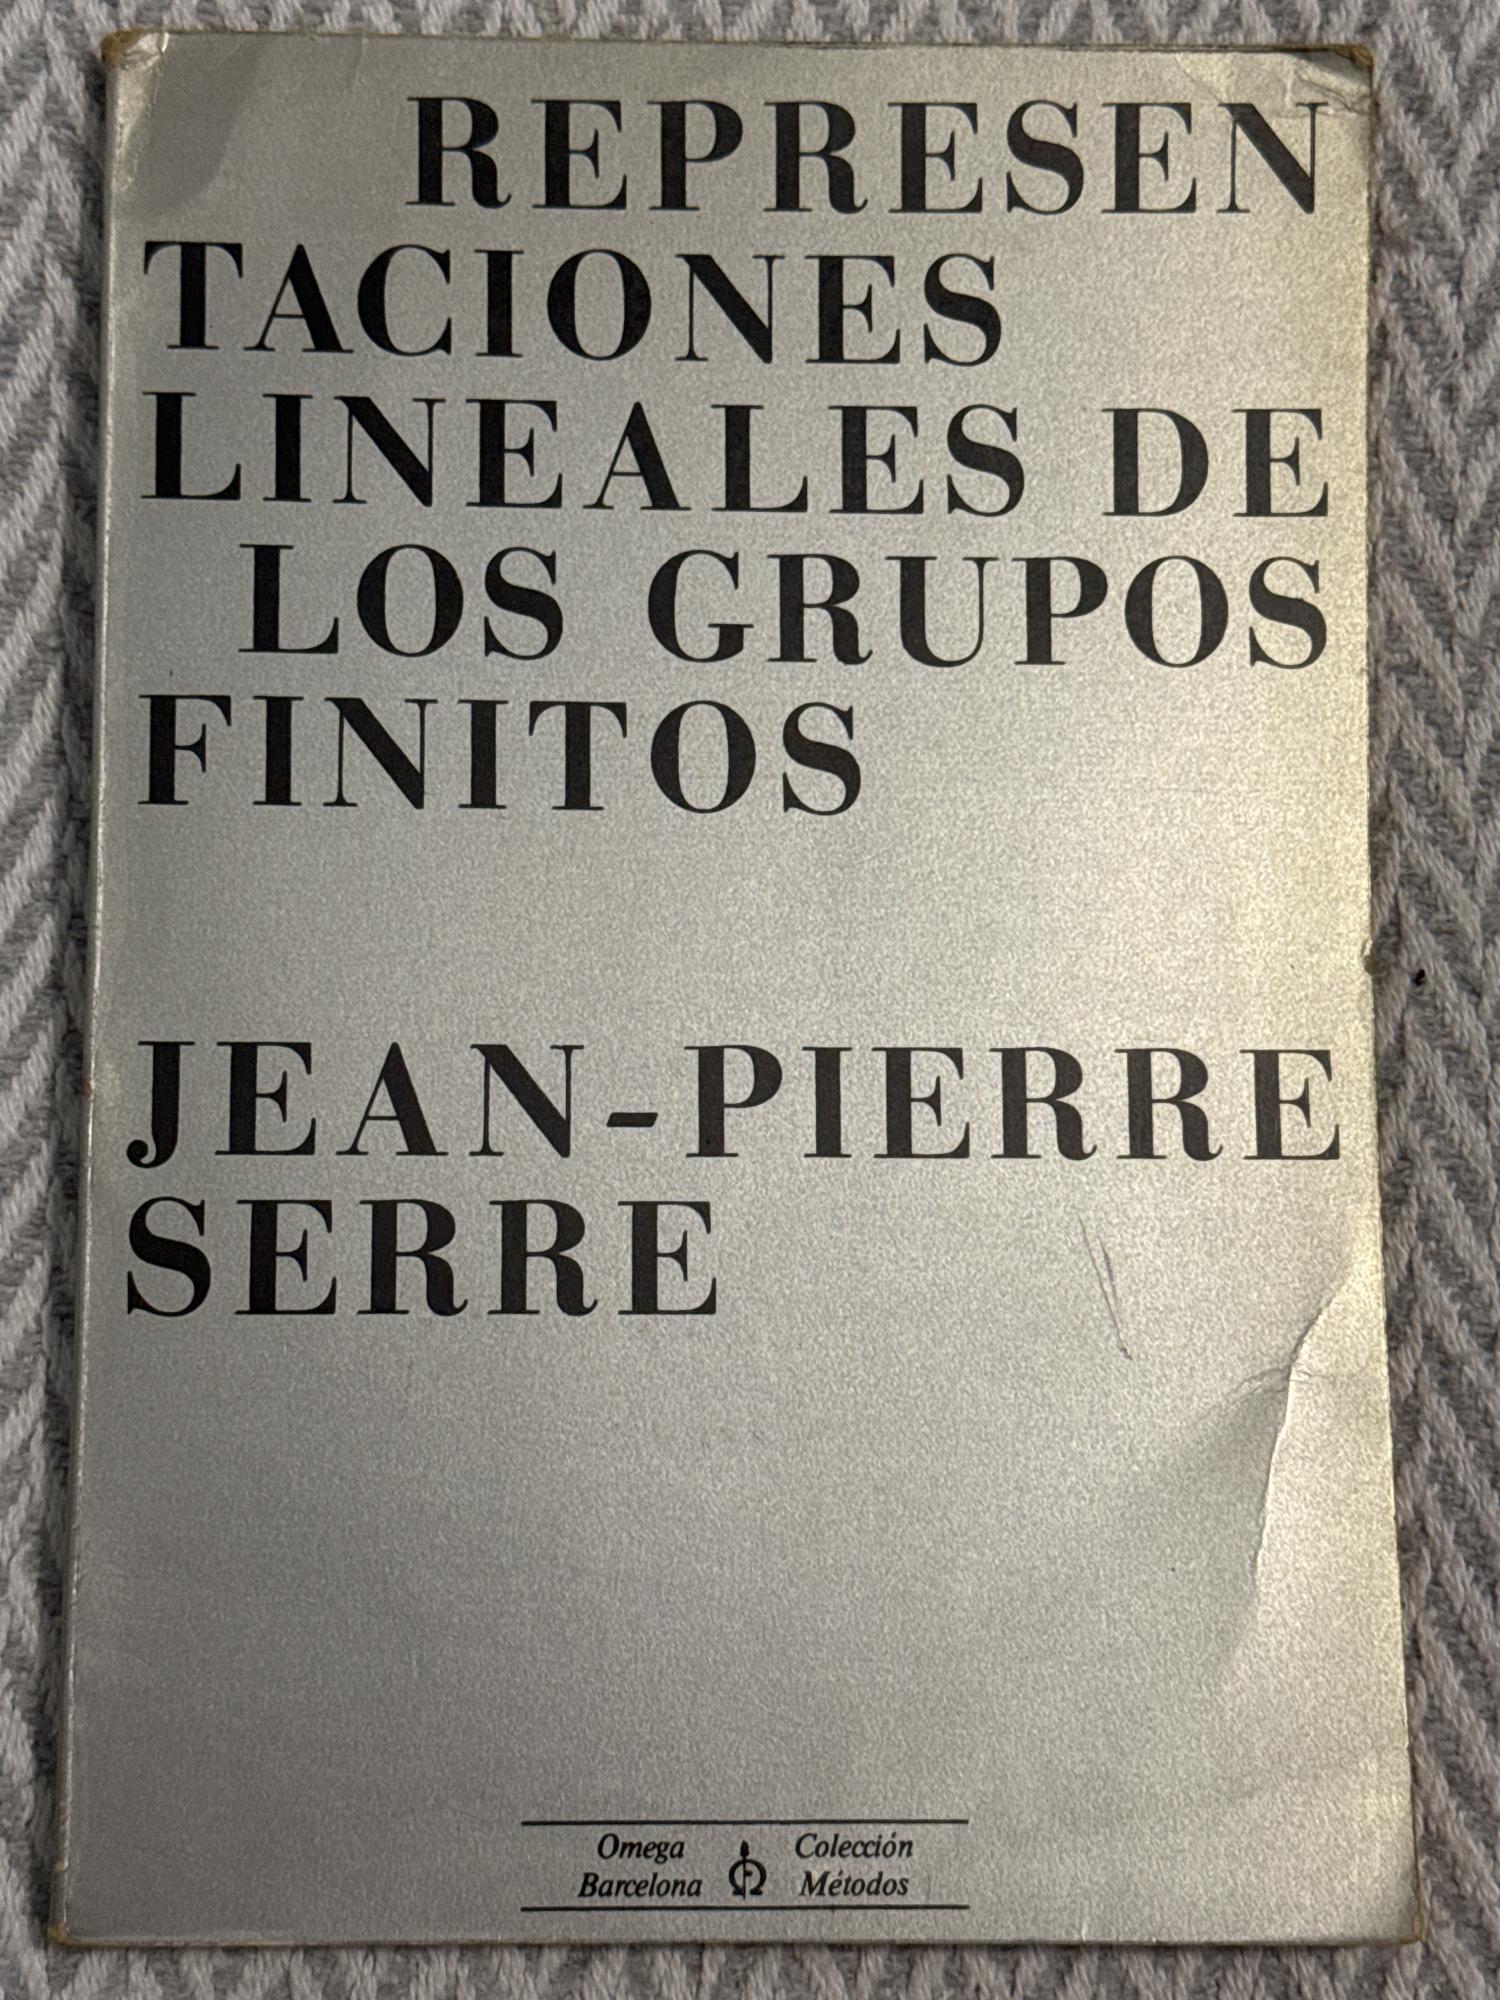 REPRESEN
TACIONES
LINEALES DE
LOS GRUPOS
FINITOS
JEAN-PIERRE
SERRE
Omega Colección
Barcelona Métodos